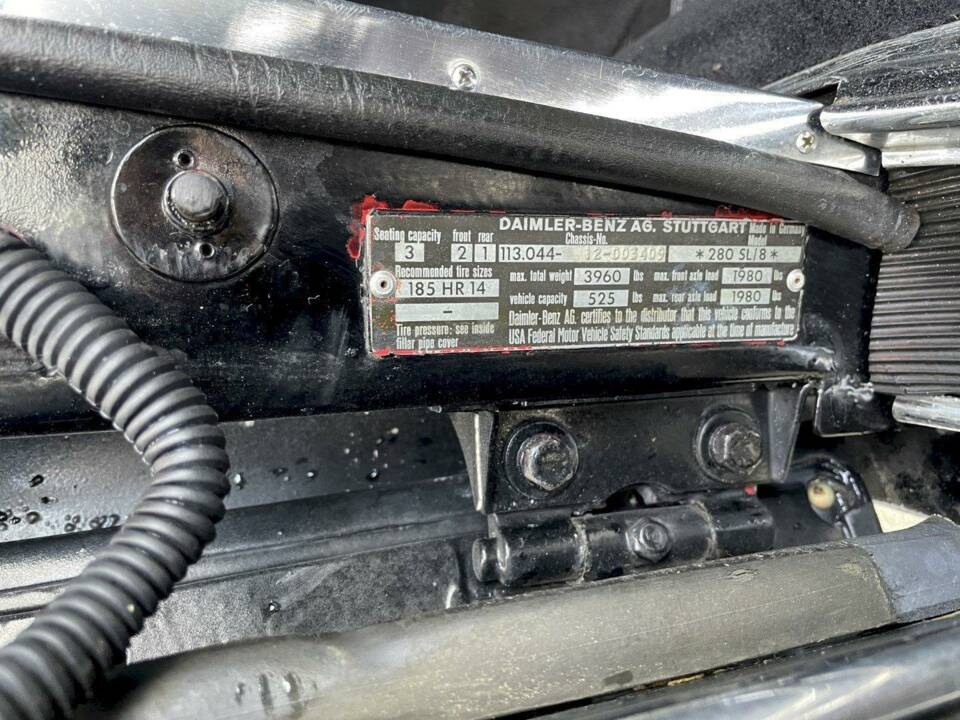 DAIMLER-BENZ AG. STUTTGART Made in Germany
Seating capacity front rear Chassis-No. Model
3 2 1 113.044- 12-003409 * 280 SL/8 *
Recommended tire sizes max. total weight 3960 lbs max. front axle load 1980 lbs
185 HR 14
- vehicle capacity 525 lbs max. rear axle load 1980 lbs
Tire pressure: see inside Daimler-Benz AG. certifies to the distributor that this vehicle conforms to the
fillar pipe cover USA Federal Motor Vehicle Safety Standards applicable at the time of manufacture